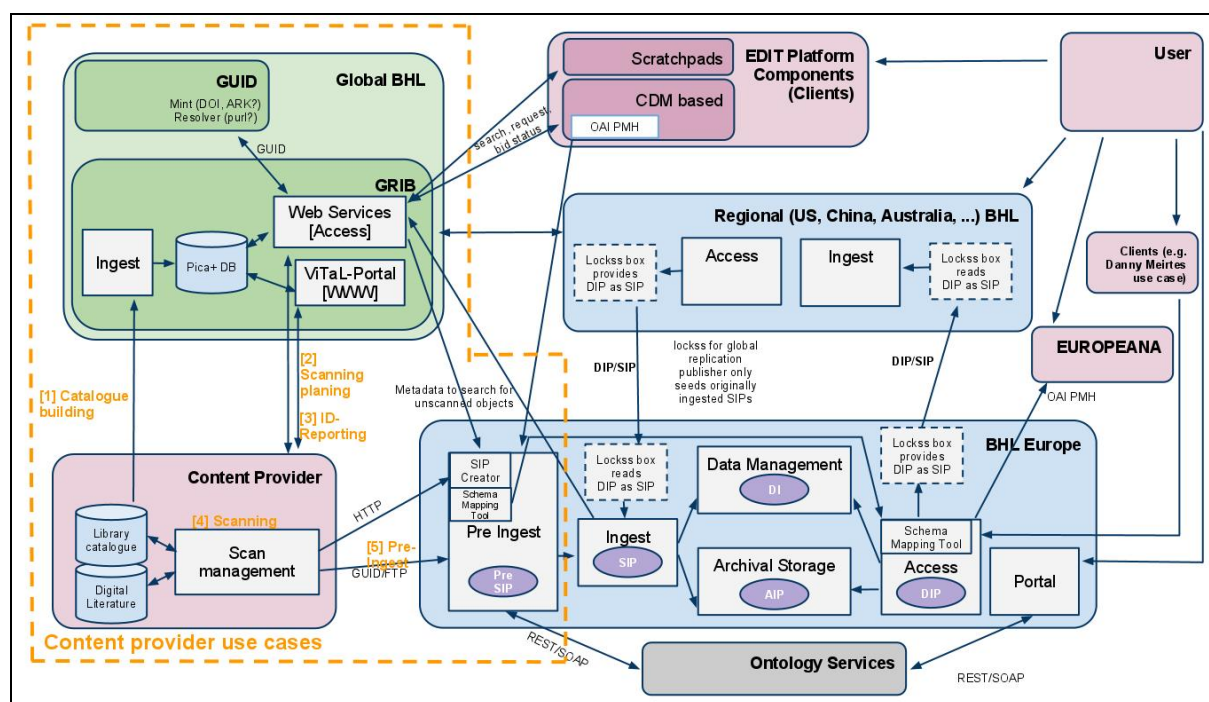 GUID
Mint (DOI, ARK?)
Resolver (purl?)
Global BHL
GUID
GRIB
Web Services
[Access]
Ingest
Pica+ DB
ViTaL-Portal
[WWW]
Scratchpads
CDM based
OAI PMH
EDIT Platform
Components
(Clients)
User
search, request,
bid status
Regional (US, China, Australia, ...) BHL
Lockss box
provides
DIP as SIP
Access
Ingest
Lockss box
reads
DIP as SIP
Clients (e.g.
Danny Meirtes
use case)
EUROPEANA
OAI PMH
DIP/SIP
lockss for global
replication
publisher only
seeds originally
ingested SIPs
DIP/SIP
[1] Catalogue
building
[2]
Scanning
planing
[3] ID-
Reporting
Metadata to search for
unscanned objects
Content Provider
Library
catalogue
Digital
Literature
[4] Scanning
Scan
management
HTTP
[5] Pre-
Ingest
GUID/FTP
Content provider use cases
BHL Europe
SIP
Creator
Schema
Mapping
Tool
Pre Ingest
Pre
SIP
Lockss box
reads
DIP as SIP
Ingest
SIP
Data Management
DI
Archival Storage
AIP
Lockss box
provides
DIP as SIP
Schema
Mapping Tool
Access
DIP
Portal
REST/SOAP
Ontology Services
REST/SOAP